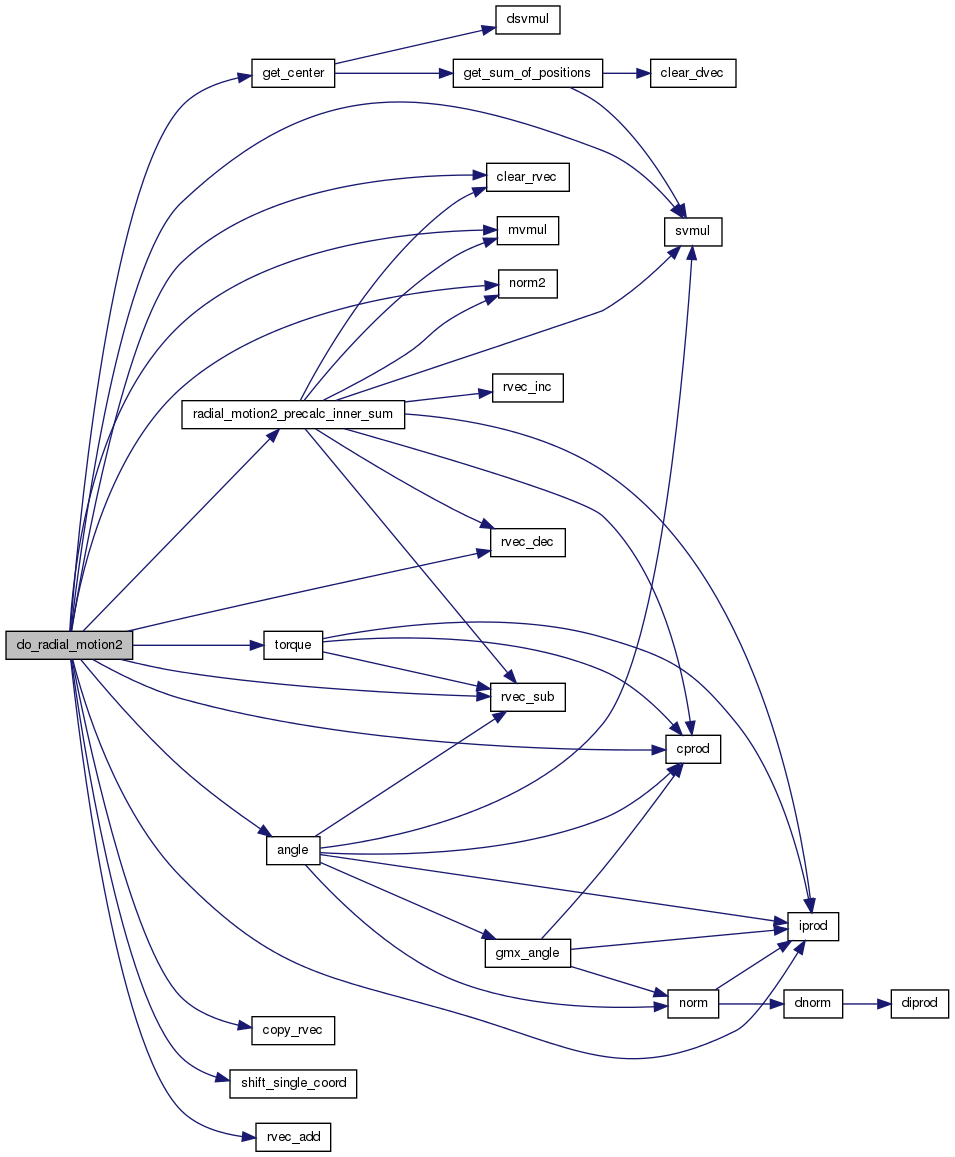 dsvmul
get_center
get_sum_of_positions
clear_dvec
clear_rvec
mvmul
svmul
norm2
rvec_inc
radial_motion2_precalc_inner_sum
rvec_dec
do_radial_motion2
torque
rvec_sub
cprod
angle
iprod
gmx_angle
norm
dnorm
diprod
copy_rvec
shift_single_coord
rvec_add